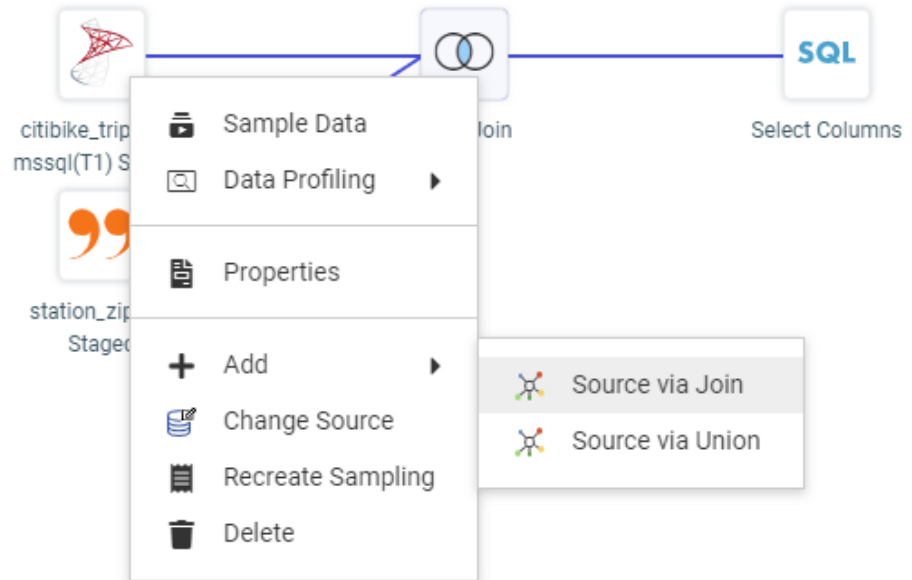 SQL
citibike_trip
mssql(T1) S
Join
Select Columns
station_zip
Staged
Sample Data
Data Profiling
Properties
Add
Change Source
Recreate Sampling
Delete
Source via Join
Source via Union